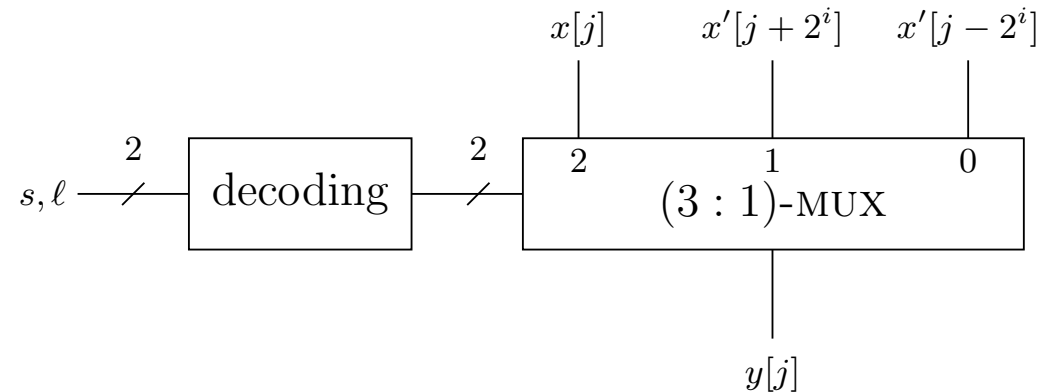 x[j] x′[j + 2^i] x′[j − 2^i]
2 2 2 1 0
s, ℓ decoding (3 : 1)-MUX
y[j]